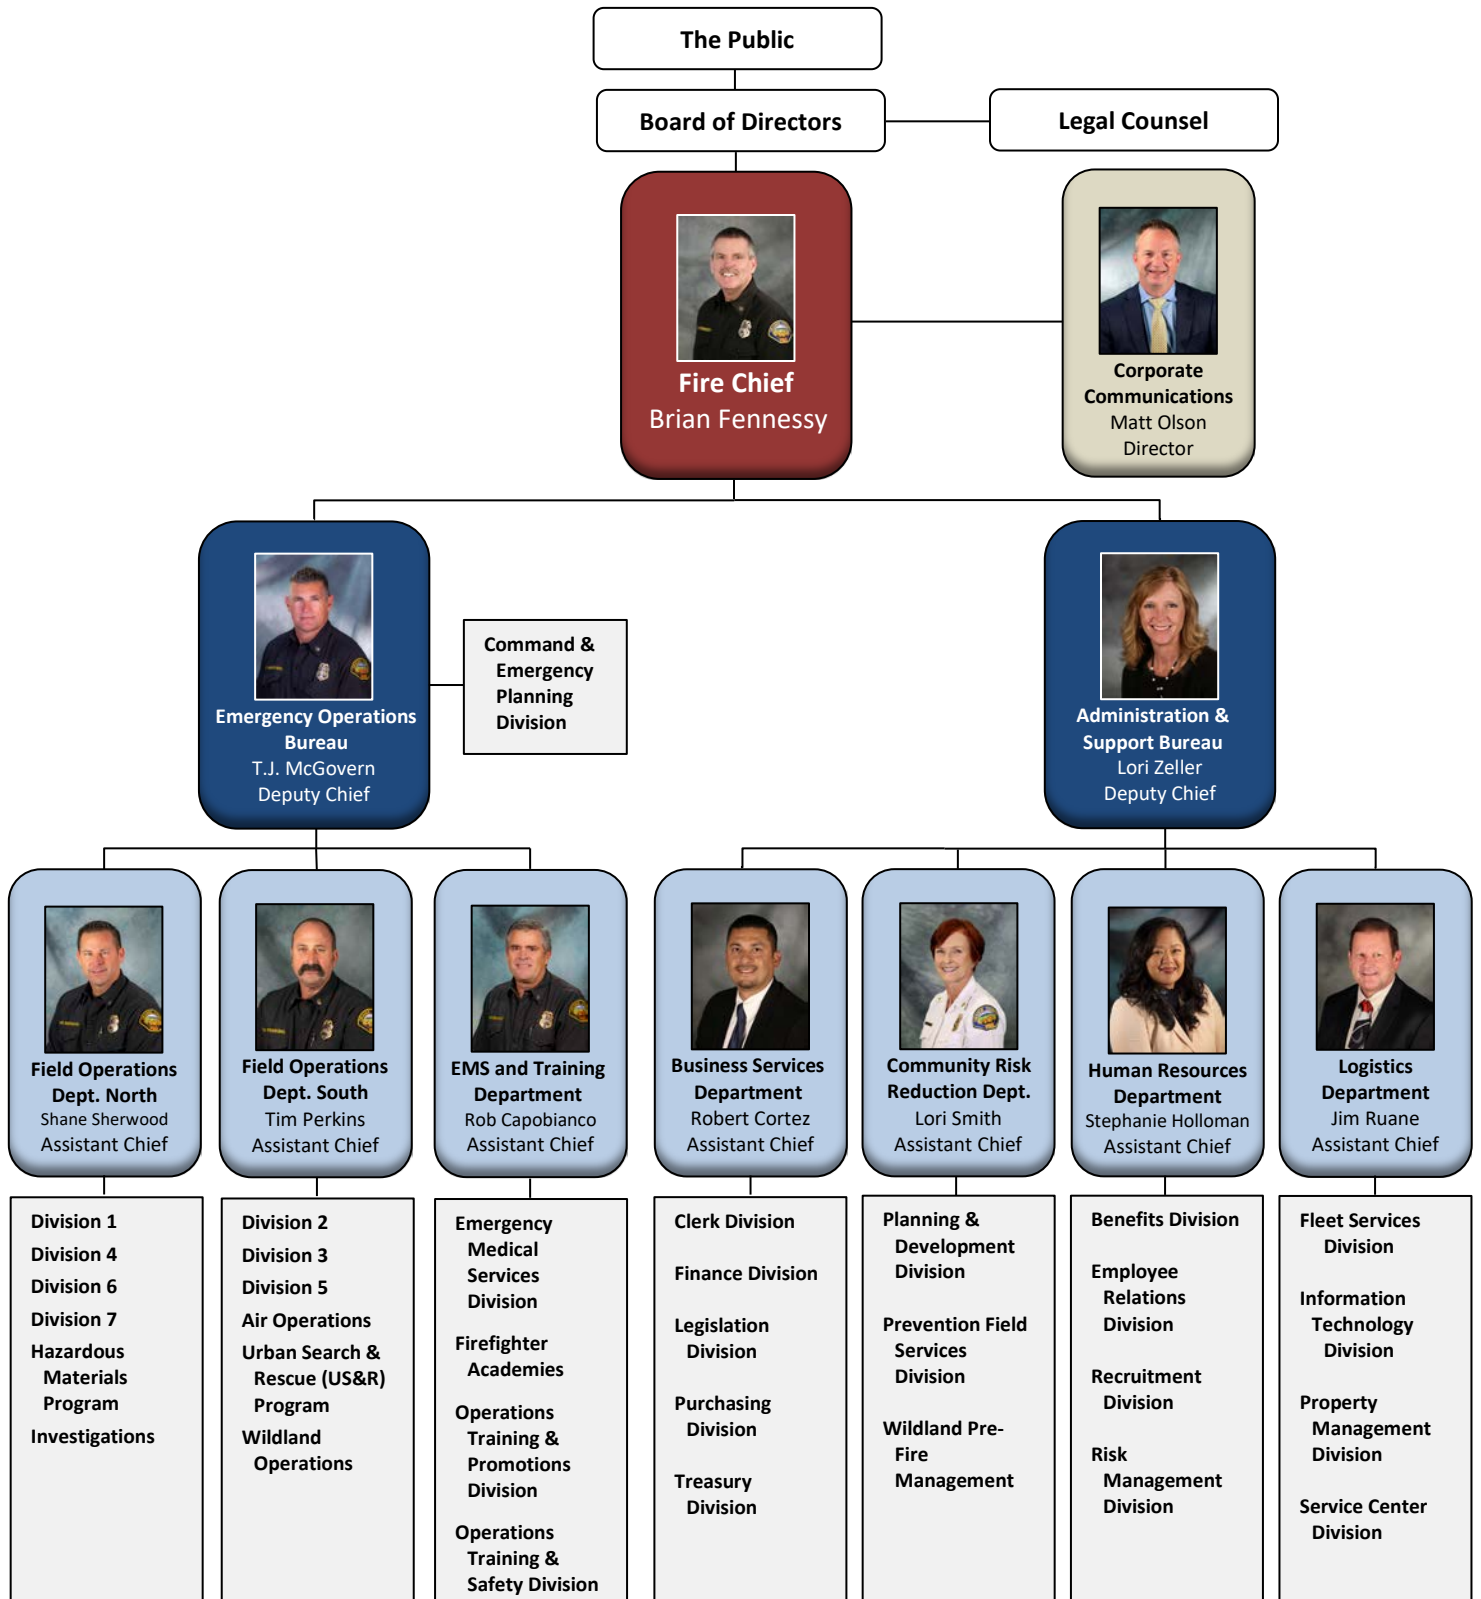 The Public
Board of Directors
Legal Counsel
Fire Chief
Brian Fennessy
Corporate
Communications
Matt Olson
Director
Emergency Operations
Bureau
T.J. McGovern
Deputy Chief
Command &
Emergency
Planning
Division
Administration &
Support Bureau
Lori Zeller
Deputy Chief
Field Operations
Dept. North
Shane Sherwood
Assistant Chief
Field Operations
Dept. South
Tim Perkins
Assistant Chief
EMS and Training
Department
Rob Capobianco
Assistant Chief
Business Services
Department
Robert Cortez
Assistant Chief
Community Risk
Reduction Dept.
Lori Smith
Assistant Chief
Human Resources
Department
Stephanie Holloman
Assistant Chief
Logistics
Department
Jim Ruane
Assistant Chief
Division 1
Division 4
Division 6
Division 7
Hazardous
Materials
Program
Investigations
Division 2
Division 3
Division 5
Air Operations
Urban Search &
Rescue (US&R)
Program
Wildland
Operations
Emergency
Medical
Services
Division
Firefighter
Academies
Operations
Training &
Promotions
Division
Operations
Training &
Safety Division
Clerk Division
Finance Division
Legislation
Division
Purchasing
Division
Treasury
Division
Planning &
Development
Division
Prevention Field
Services
Division
Wildland Pre-
Fire
Management
Benefits Division
Employee
Relations
Division
Recruitment
Division
Risk
Management
Division
Fleet Services
Division
Information
Technology
Division
Property
Management
Division
Service Center
Division